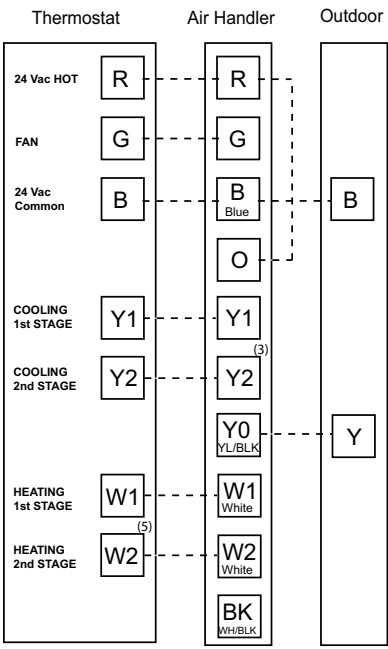 Thermostat Air Handler Outdoor
24 Vac HOT R R
FAN G G
24 Vac
Common B B B
Blue
O
COOLING
1st STAGE Y1 Y1
(3)
COOLING
2nd STAGE Y2 Y2
Y0 Y
YL/BLK
HEATING
1st STAGE W1 W1
White
(5)
HEATING
2nd STAGE W2 W2
White
BK
WH/BLK